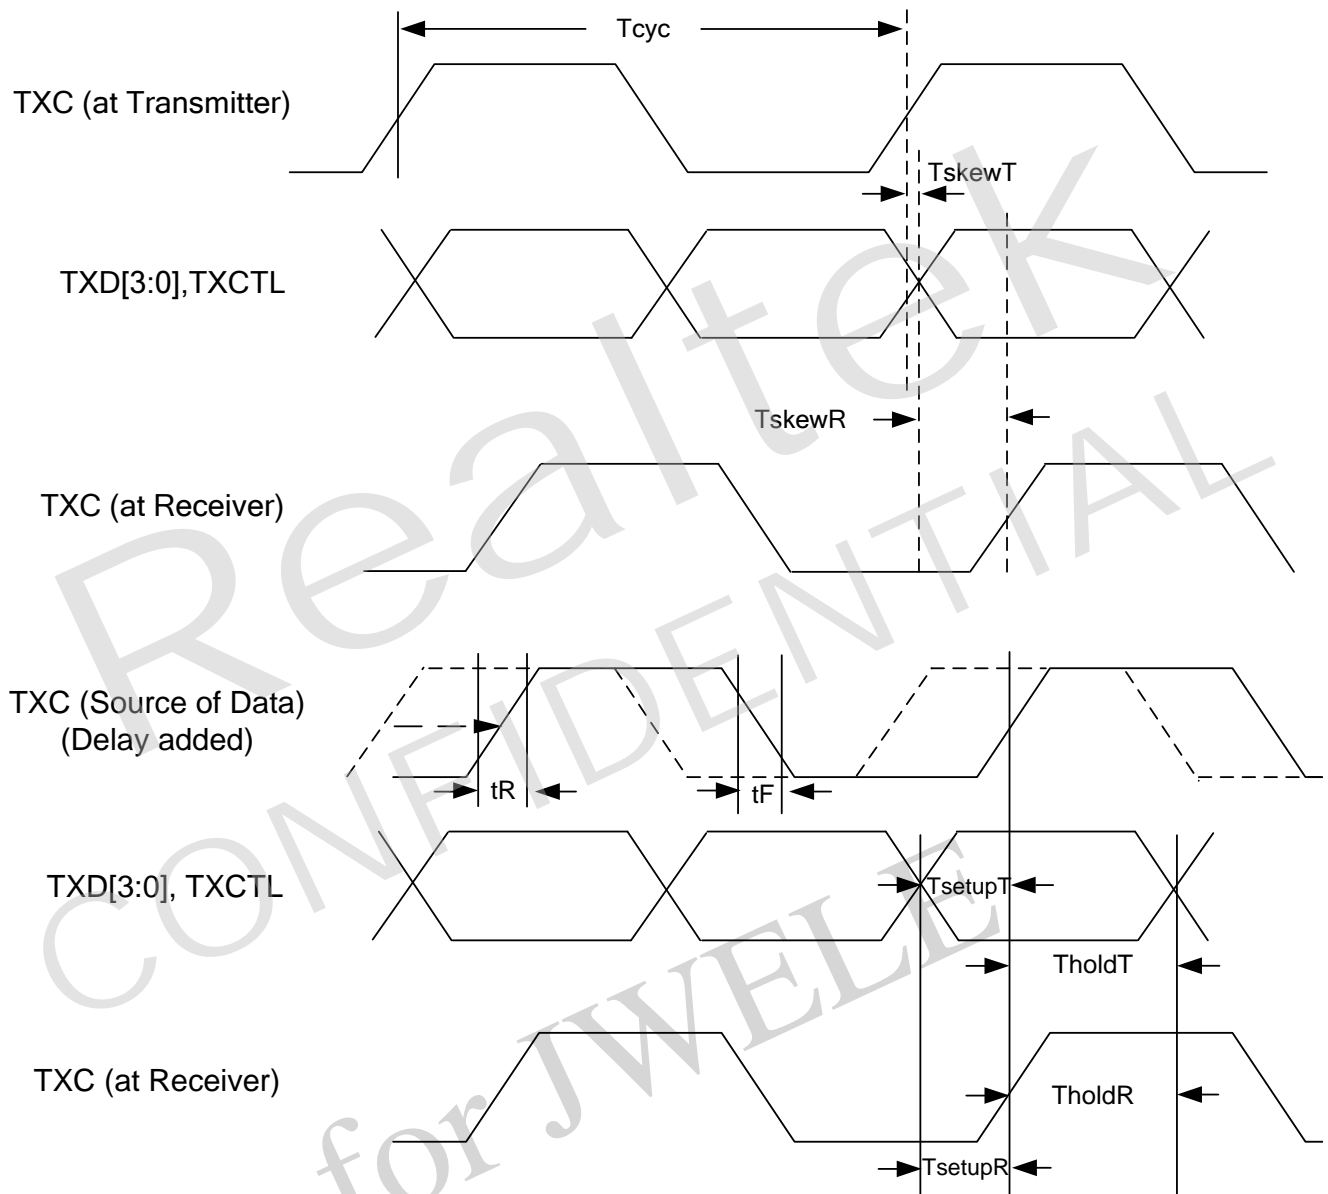 Tcyc
TXC (at Transmitter)
TskewT
TXD[3:0],TXCTL
TskewR
TXC (at Receiver)
TXC (Source of Data)
(Delay added)
tR
tF
TXD[3:0], TXCTL
TsetupT
TholdT
TXC (at Receiver)
TholdR
TsetupR
Realtek
CONFIDENTIAL
for JWELE